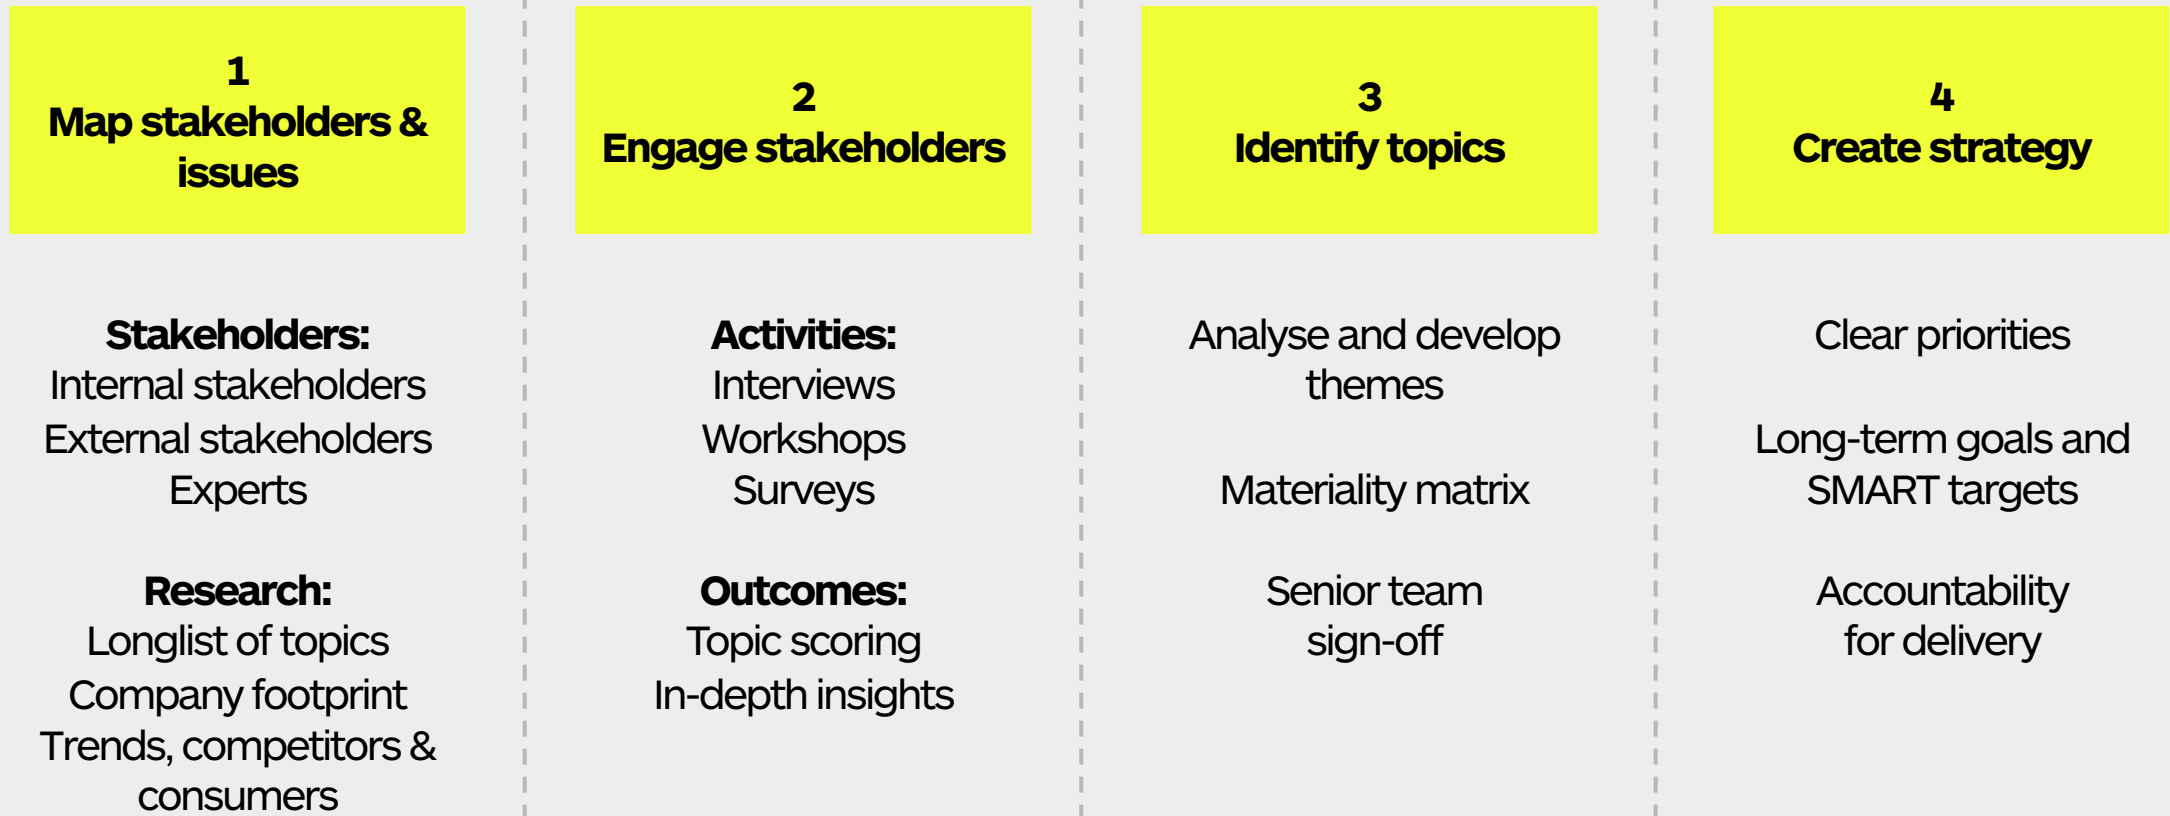 1
Map stakeholders &
issues
Stakeholders:
Internal stakeholders
External stakeholders
Experts
Research:
Longlist of topics
Company footprint
Trends, competitors &
consumers
2
Engage stakeholders
Activities:
Interviews
Workshops
Surveys
Outcomes:
Topic scoring
In-depth insights
3
Identify topics
Analyse and develop
themes
Materiality matrix
Senior team
sign-off
4
Create strategy
Clear priorities
Long-term goals and
SMART targets
Accountability
for delivery